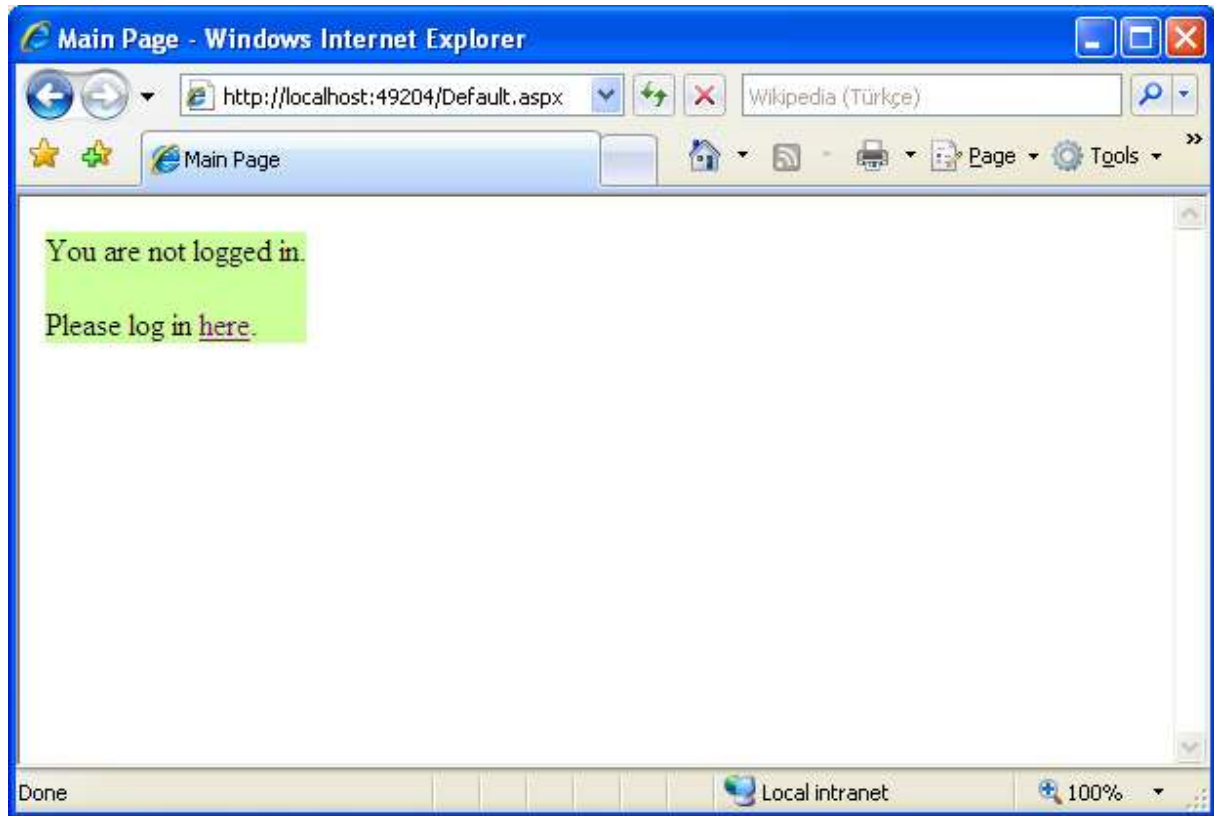 Main Page - Windows Internet Explorer
http://localhost:49204/Default.aspx
Wikipedia (Türkçe)
Main Page
Page
Tools
»
You are not logged in.
Please log in here.
Done
Local intranet
100%